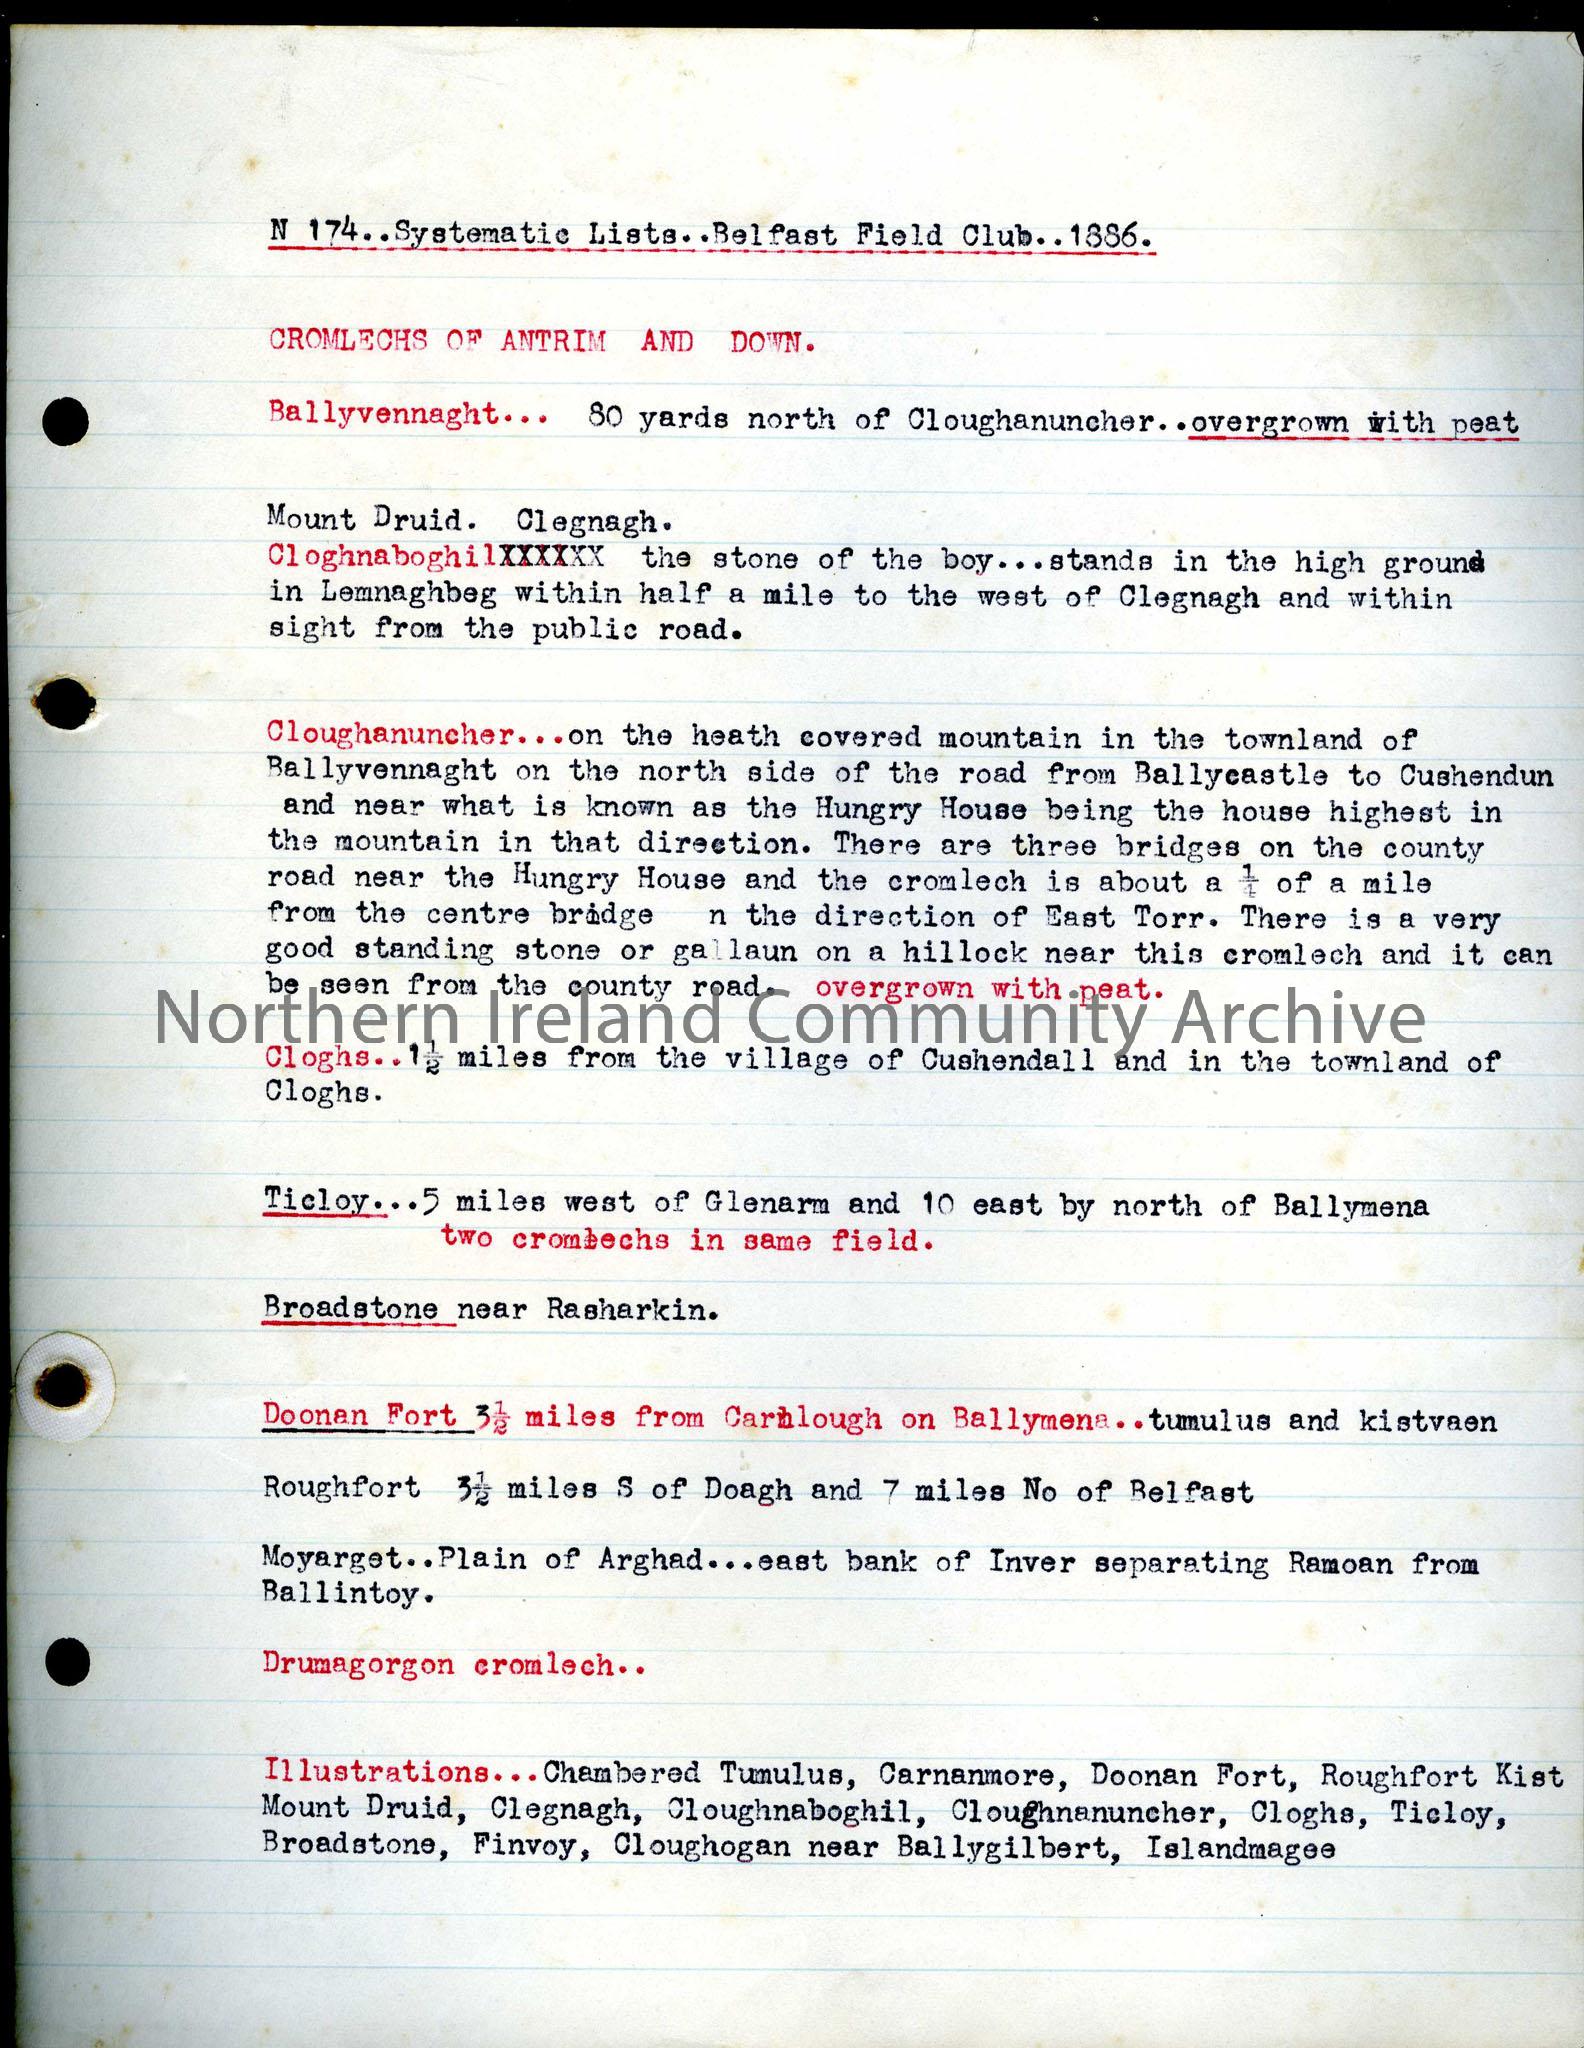 N 174..Systematic Lists..Belfast Field Club..1886.
CROMLECHS OF ANTRIM AND DOWN.
Ballyvennaght... 80 yards north of Cloughanuncher..overgrown with peat
Mount Druid. Clegnagh.
CloghnaboghilXXXXXX the stone of the boy...stands in the high ground
in Lemnaghbeg within half a mile to the west of Clegnagh and within
sight from the public road.
Cloughanuncher...on the heath covered mountain in the townland of
Ballyvennaght on the north side of the road from Ballycastle to Cushendun
and near what is known as the Hungry House being the house highest in
the mountain in that direction. There are three bridges on the county
road near the Hungry House and the cromlech is about a ¼ of a mile
from the centre bridge n the direction of East Torr. There is a very
good standing stone or gallaun on a hillock near this cromlech and it can
be seen from the county road. overgrown with peat.
Northern Ireland Community Archive
Cloghs..1½ miles from the village of Cushendall and in the townland of
Cloghs.
Ticloy...5 miles west of Glenarm and 10 east by north of Ballymena
two cromlechs in same field.
Broadstone near Rasharkin.
Doonan Fort 3½ miles from Carnlough on Ballymena..tumulus and kistvaen
Roughfort 3½ miles S of Doagh and 7 miles No of Belfast
Moyarget..Plain of Arghad...east bank of Inver separating Ramoan from
Ballintoy.
Drumagorgon cromlech..
Illustrations...Chambered Tumulus, Carnanmore, Doonan Fort, Roughfort Kist
Mount Druid, Clegnagh, Cloughnaboghil, Cloughnanuncher, Cloghs, Ticloy,
Broadstone, Finvoy, Cloughogan near Ballygilbert, Islandmagee